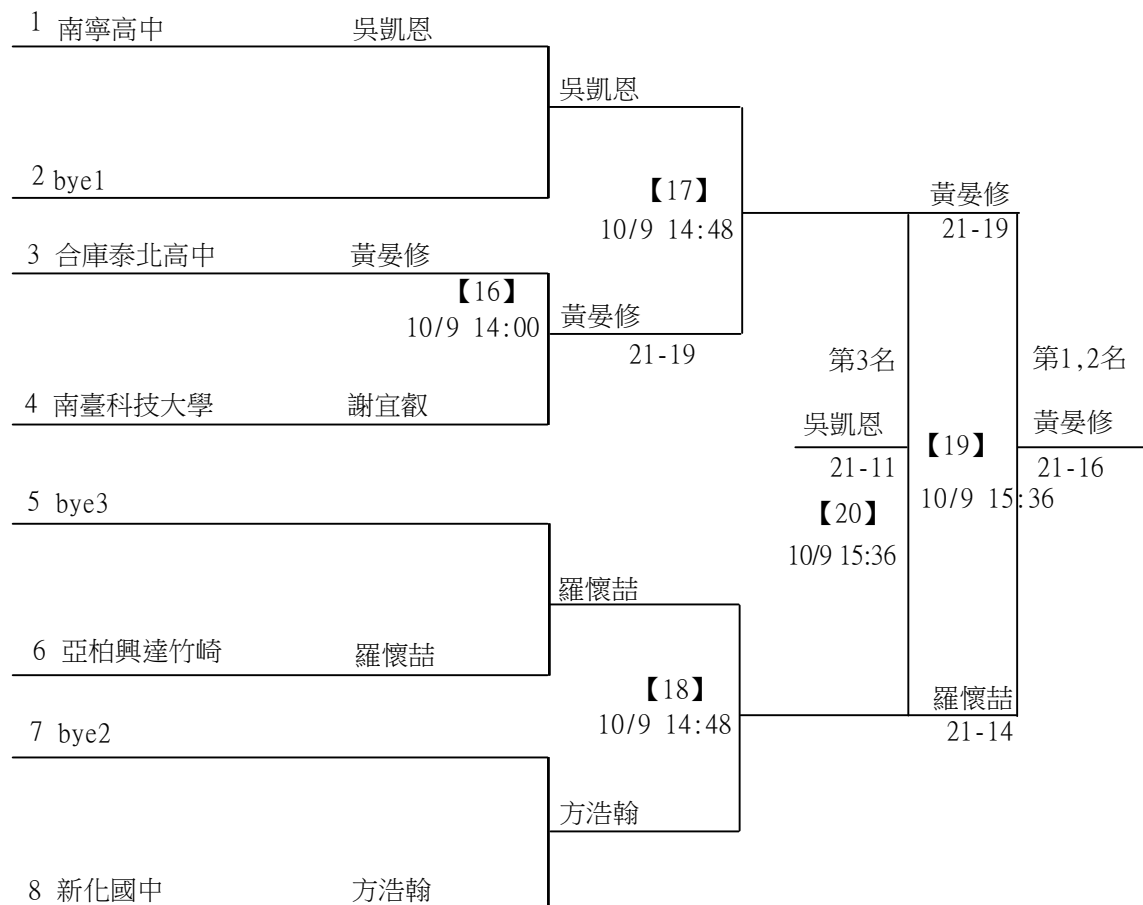 1 南寧高中 吳凱恩
吳凱恩
2 bye1
【17】
10/9 14:48
黃晏修
21-19
3 合庫泰北高中 黃晏修
【16】
10/9 14:00
黃晏修
21-19
第3名
第1,2名
4 南臺科技大學 謝宜叡
吳凱恩
21-11
【19】
10/9 15:36
黃晏修
21-16
【20】
10/9 15:36
5 bye3
羅懷喆
6 亞柏興達竹崎 羅懷喆
【18】
10/9 14:48
羅懷喆
21-14
7 bye2
方浩翰
8 新化國中 方浩翰